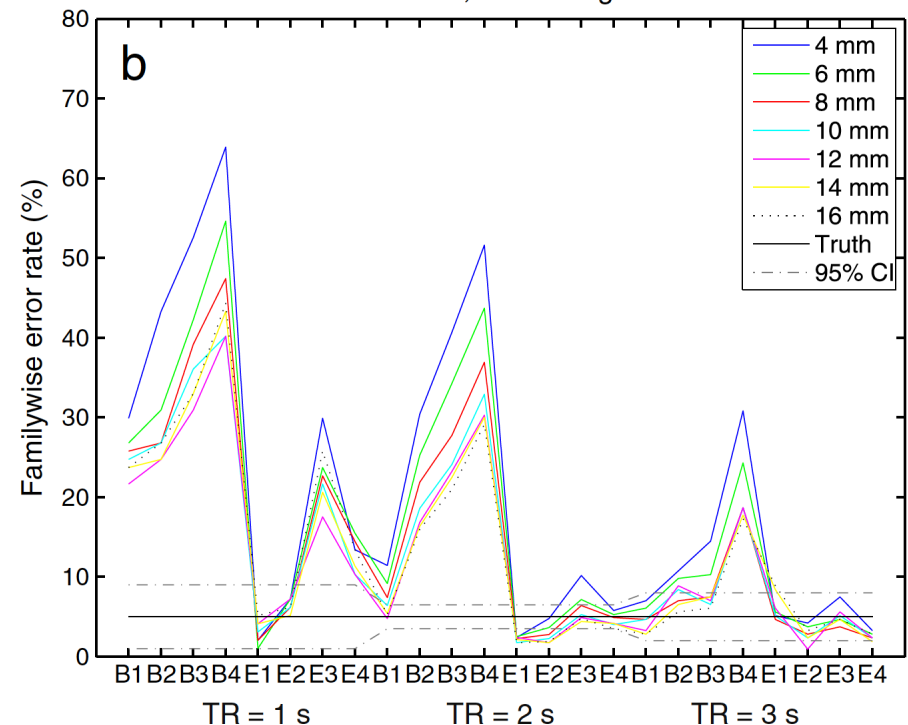 b
Familywise error rate (%)
80
70
60
50
40
30
20
10
0
4 mm
6 mm
8 mm
10 mm
12 mm
14 mm
16 mm
Truth
95% CI
B1 B2 B3 B4 E1 E2 E3 E4 B1 B2 B3 B4 E1 E2 E3 E4 B1 B2 B3 B4 E1 E2 E3 E4
TR = 1 s TR = 2 s TR = 3 s